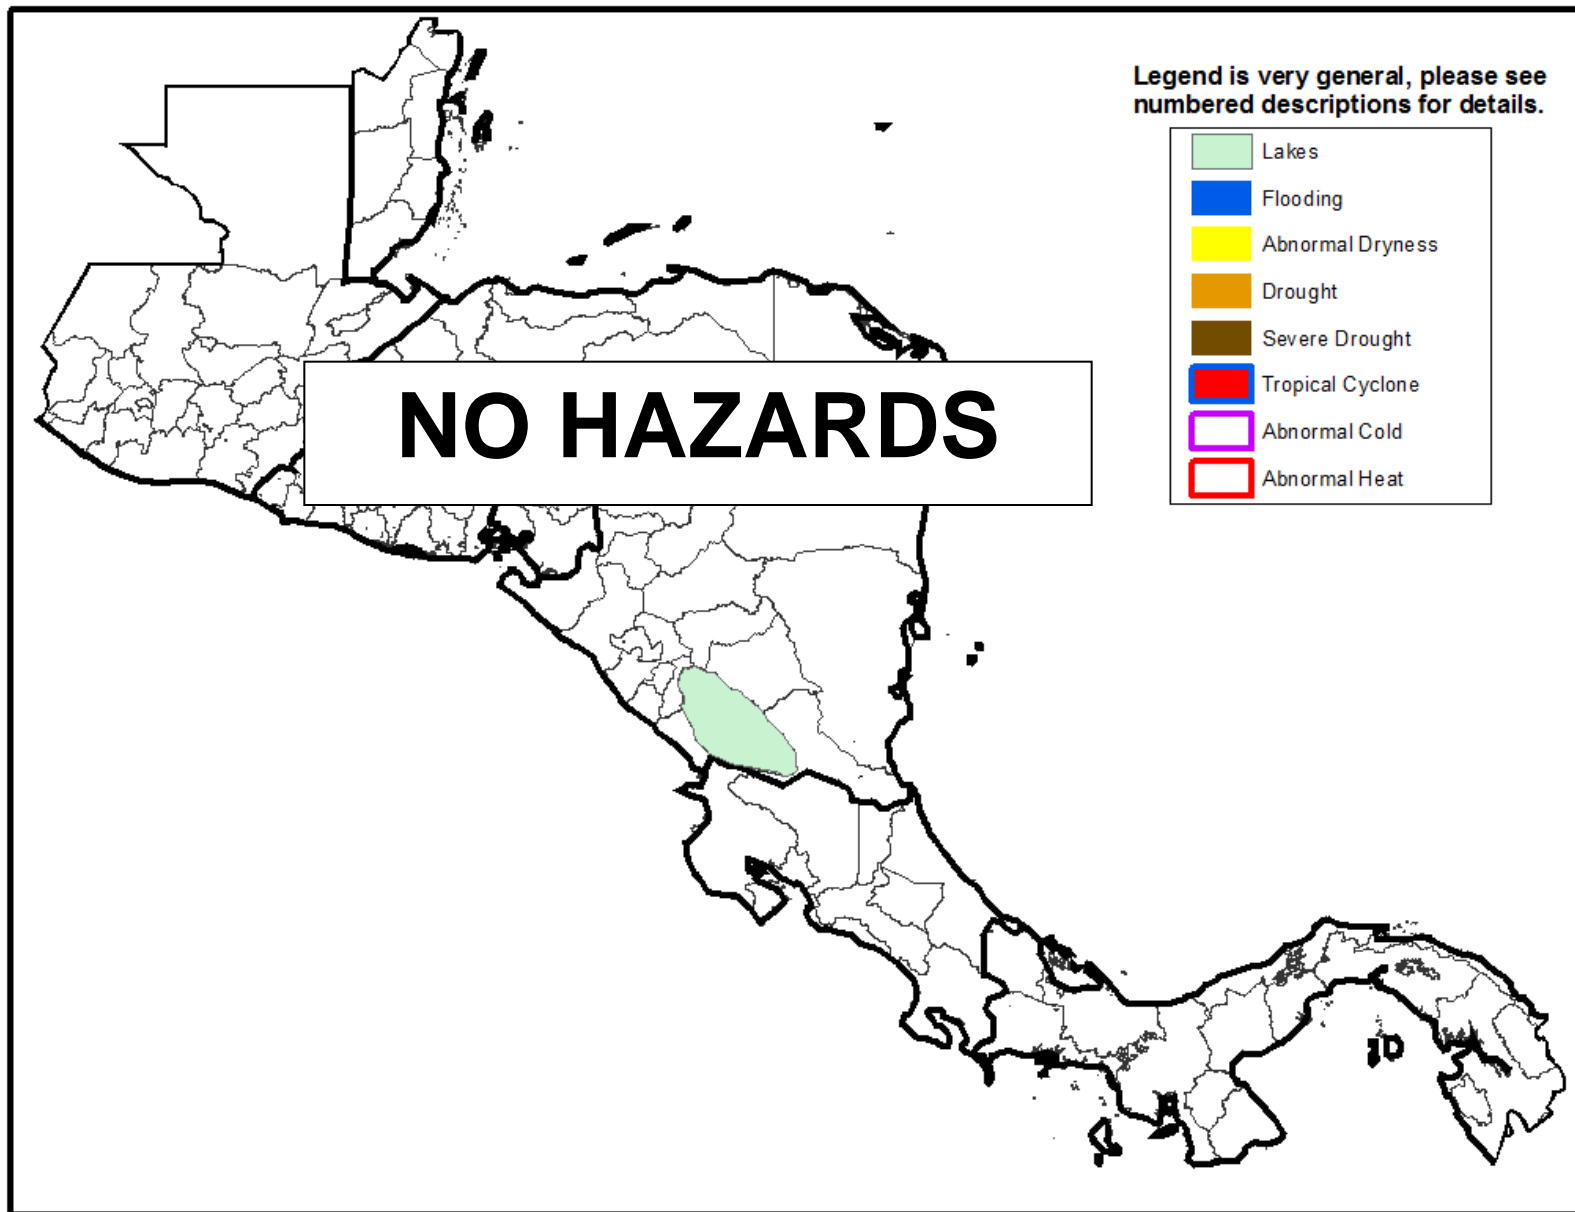 Legend is very general, please see
numbered descriptions for details.
Lakes
Flooding
Abnormal Dryness
Drought
Severe Drought
Tropical Cyclone
Abnormal Cold
Abnormal Heat
NO HAZARDS